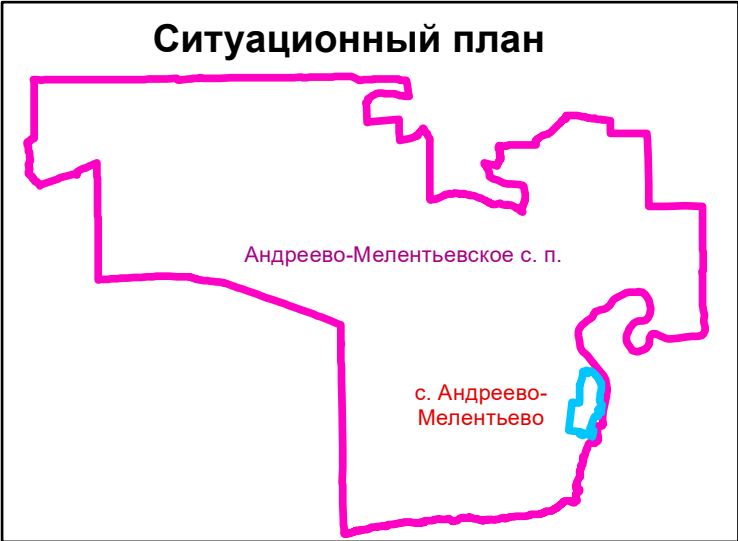 Ситуационный план
Андреево-Мелентьевское с. п.
с. Андреево-
Мелентьево